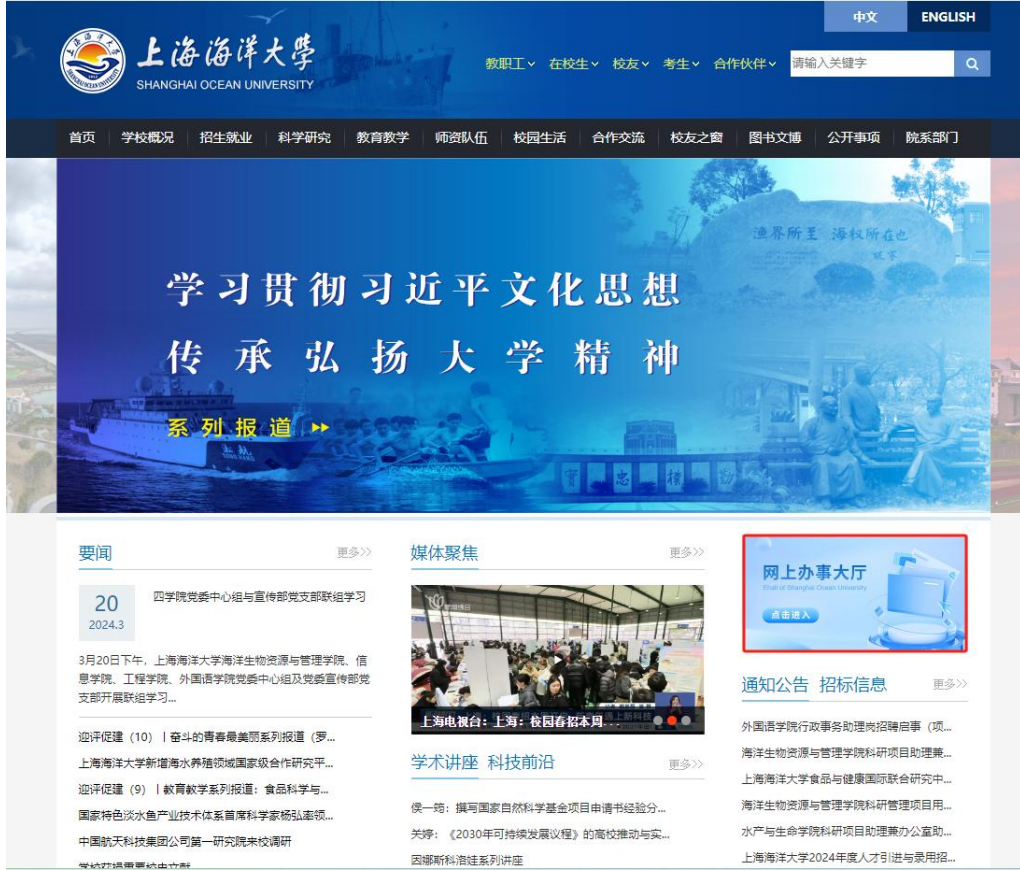 中文 ENGLISH
上海海洋大學
SHANGHAI OCEAN UNIVERSITY
教职工 在校生 校友 考生 合作伙伴 请输入关键字
首页 学校概况 招生就业 科学研究 教育教学 师资队伍 校园生活 合作交流 校友之窗 图书文博 公开事项 院系部门
渔界所至 海权所在也
学习贯彻习近平文化思想
传承弘扬大学精神
系列报道
要闻 更多>>
20
2024.3
四学院党委中心组与宣传部党支部联组学习
3月20日下午，上海海洋大学海洋生物资源与管理学院、信
息学院、工程学院、外国语学院党委中心组及党委宣传部党
支部开展联组学习...
迎评促建（10）丨奋斗的青春最美丽系列报道（罗...
上海海洋大学新增海水养殖领域国家级合作研究平...
迎评促建（9）丨教育教学系列报道：食品科学与...
国家特色淡水鱼产业技术体系首席科学家杨弘率领...
中国航天科技集团公司第一研究院来校调研
媒体聚焦 更多>>
上海电视台：上海：校园春招本周...
学术讲座 科技前沿 更多>>
侯一筠：撰写国家自然科学基金项目申请书经验分...
关婷：《2030年可持续发展议程》的高校推动与实...
因娜斯科洛娃系列讲座
网上办事大厅
点击进入
通知公告 招标信息 更多>>
外国语学院行政事务助理岗招聘启事（项...
海洋生物资源与管理学院科研项目助理兼...
上海海洋大学食品与健康国际联合研究中...
海洋生物资源与管理学院科研管理项目用...
水产与生命学院科研项目助理兼办公室助...
上海海洋大学2024年度人才引进与录用招...